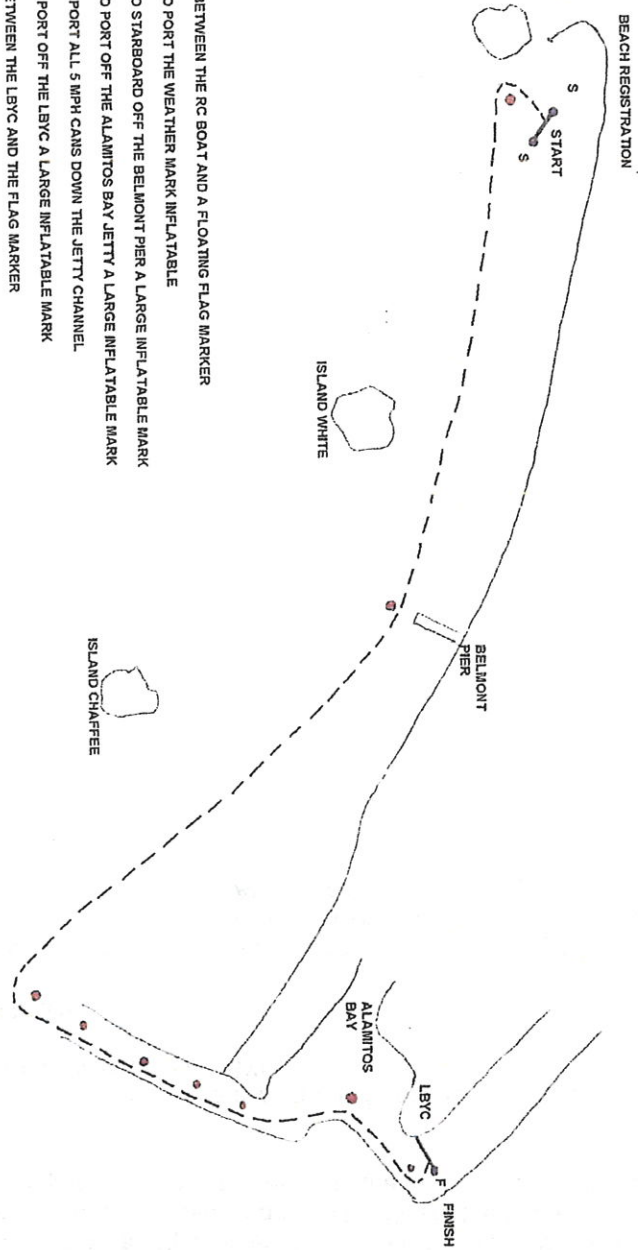 BEACH REGISTRATION
S
START
S
ISLAND WHITE
BELMONT
PIER
ISLAND CHAFFEE
ALAMITOS
BAY
LBYC
F
FINISH
BETWEEN THE RC BOAT AND A FLOATING FLAG MARKER
O PORT THE WEATHER MARK INFLATABLE
O STARBOARD OFF THE BELMONT PIER A LARGE INFLATABLE MARK
O PORT OFF THE ALAMITOS BAY JETTY A LARGE INFLATABLE MARK
PORT ALL 5 MPH CANS DOWN THE JETTY CHANNEL
PORT OFF THE LBYC A LARGE INFLATABLE MARK
ETWEEN THE LBYC AND THE FLAG MARKER